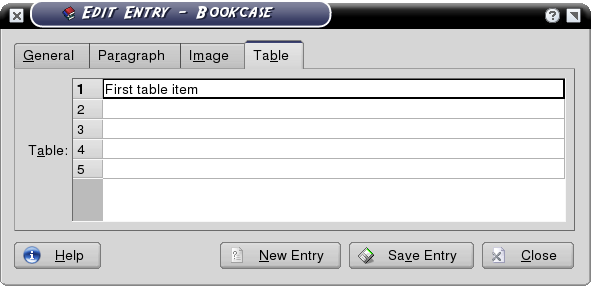 Edit Entry – Bookcase
General Paragraph Image Table
1 First table item
2
3
Table: 4
5
Help New Entry Save Entry Close